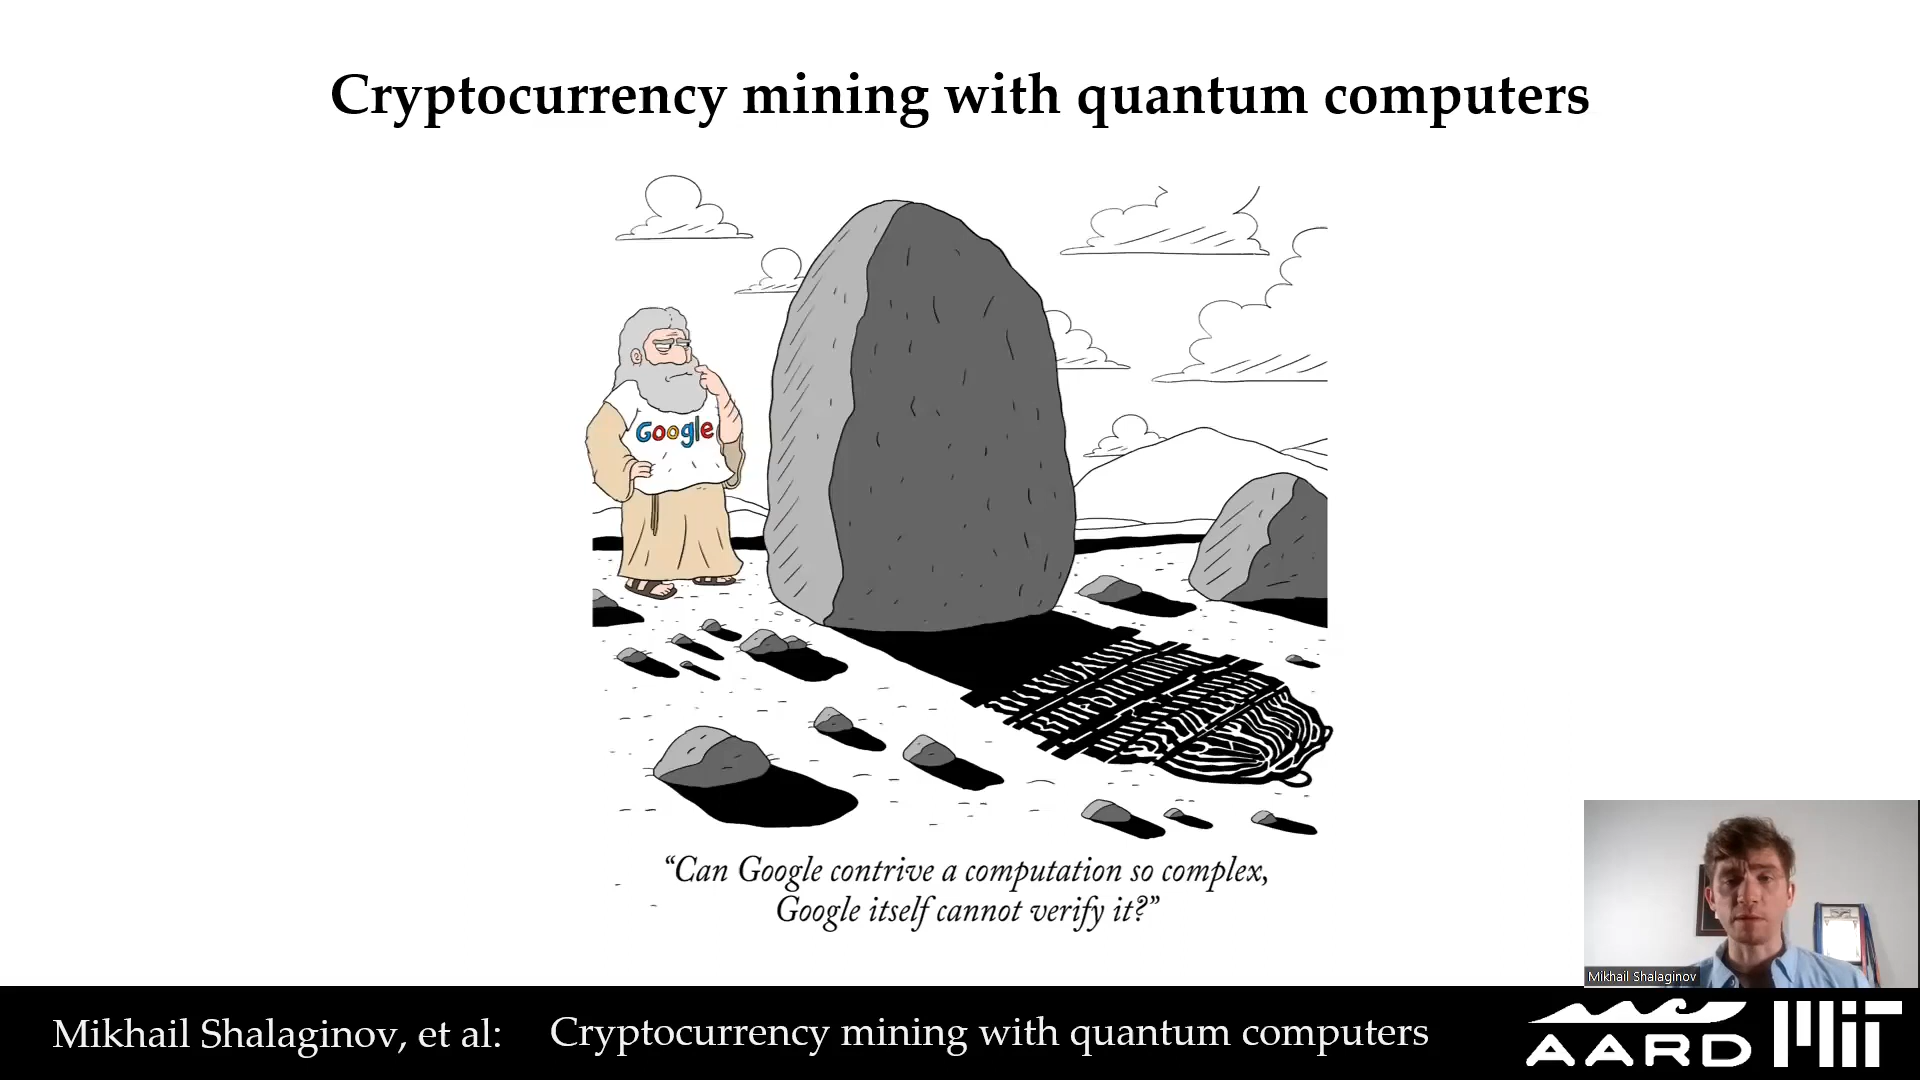 Cryptocurrency mining with quantum computers
Google
“Can Google contrive a computation so complex,
Google itself cannot verify it?”
Mikhail Shalaginov
Mikhail Shalaginov, et al:
Cryptocurrency mining with quantum computers
AARD
MIT